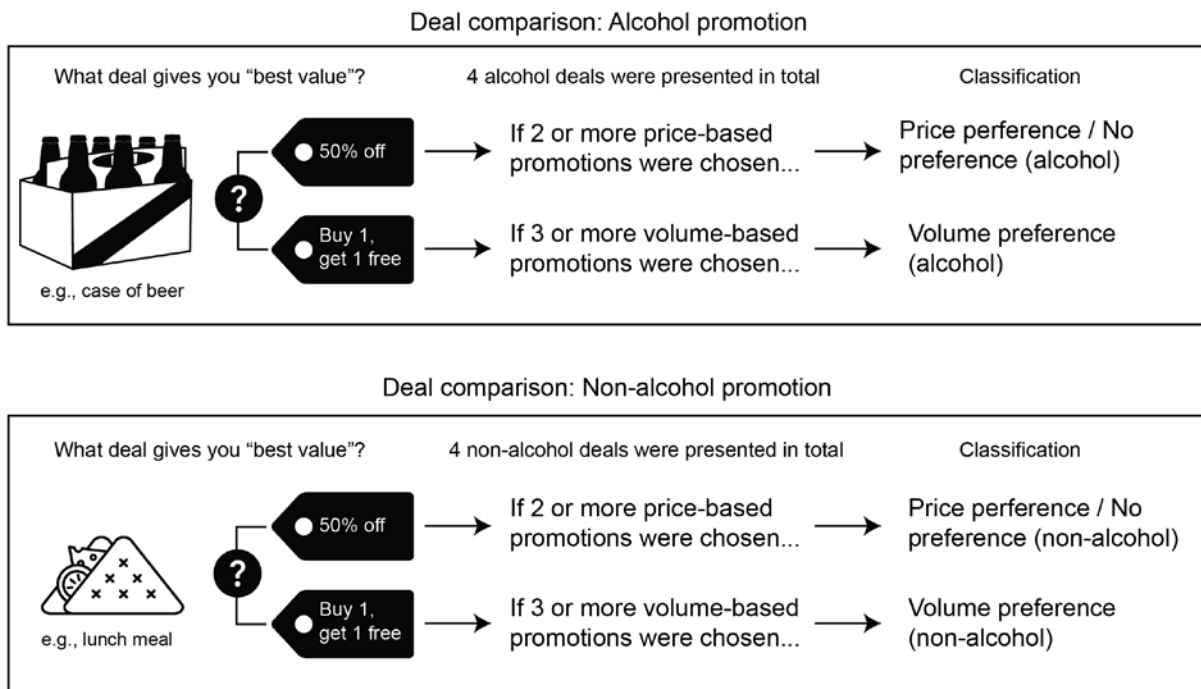 Deal comparison: Alcohol promotion
What deal gives you “best value”?
4 alcohol deals were presented in total
Classification
50% off
If 2 or more price-based
promotions were chosen...
Price perference / No
preference (alcohol)
?
Buy 1,
get 1 free
If 3 or more volume-based
promotions were chosen...
Volume preference
(alcohol)
e.g., case of beer
Deal comparison: Non-alcohol promotion
What deal gives you “best value”?
4 non-alcohol deals were presented in total
Classification
50% off
If 2 or more price-based
promotions were chosen...
Price perference / No
preference (non-alcohol)
?
Buy 1,
get 1 free
If 3 or more volume-based
promotions were chosen...
Volume preference
(non-alcohol)
e.g., lunch meal